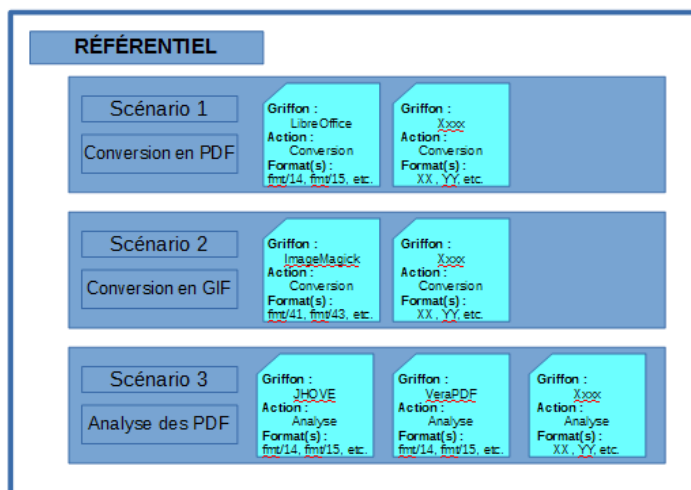 RÉFÉRENTIEL
Scénario 1
Conversion en PDF
Griffon :
LibreOffice
Action :
Conversion
Format(s) :
fmt/14, fmt/15, etc.
Griffon :
Xxxx
Action :
Conversion
Format(s) :
XX , YY, etc.
Scénario 2
Conversion en GIF
Griffon :
ImageMagick
Action :
Conversion
Format(s) :
fmt/41, fmt/43, etc.
Griffon :
Xxxx
Action :
Conversion
Format(s) :
XX , YY, etc.
Scénario 3
Analyse des PDF
Griffon :
JHOVE
Action :
Analyse
Format(s) :
fmt/14, fmt/15, etc.
Griffon :
VeraPDF
Action :
Analyse
Format(s) :
fmt/14, fmt/15, etc.
Griffon :
Xxxx
Action :
Analyse
Format(s) :
XX , YY, etc.